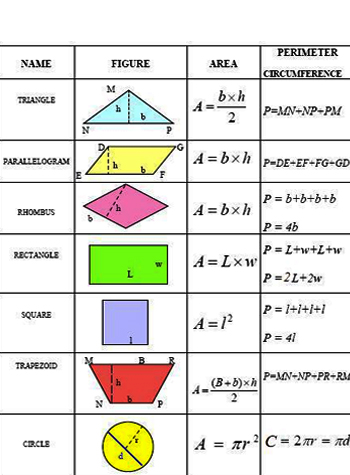 NAME FIGURE AREA PERIMETER
CIRCUMFERENCE
TRIANGLE M N b P h A = b×h/2 P=MN+NP+PM
PARALLELOGRAM D G h b E F A = b × h P=DE+EF+FG+GD
RHOMBUS h b A = b × h P = b+b+b+b
P = 4b
RECTANGLE w L A = L × w P = L+w+L+w
P = 2L+2w
SQUARE l A = l² P = l+l+l+l
P = 4l
TRAPEZOID M B R h N b P A = (B+b)×h/2 P=MN+NP+PR+RM
CIRCLE r d A = πr² C = 2πr = πd